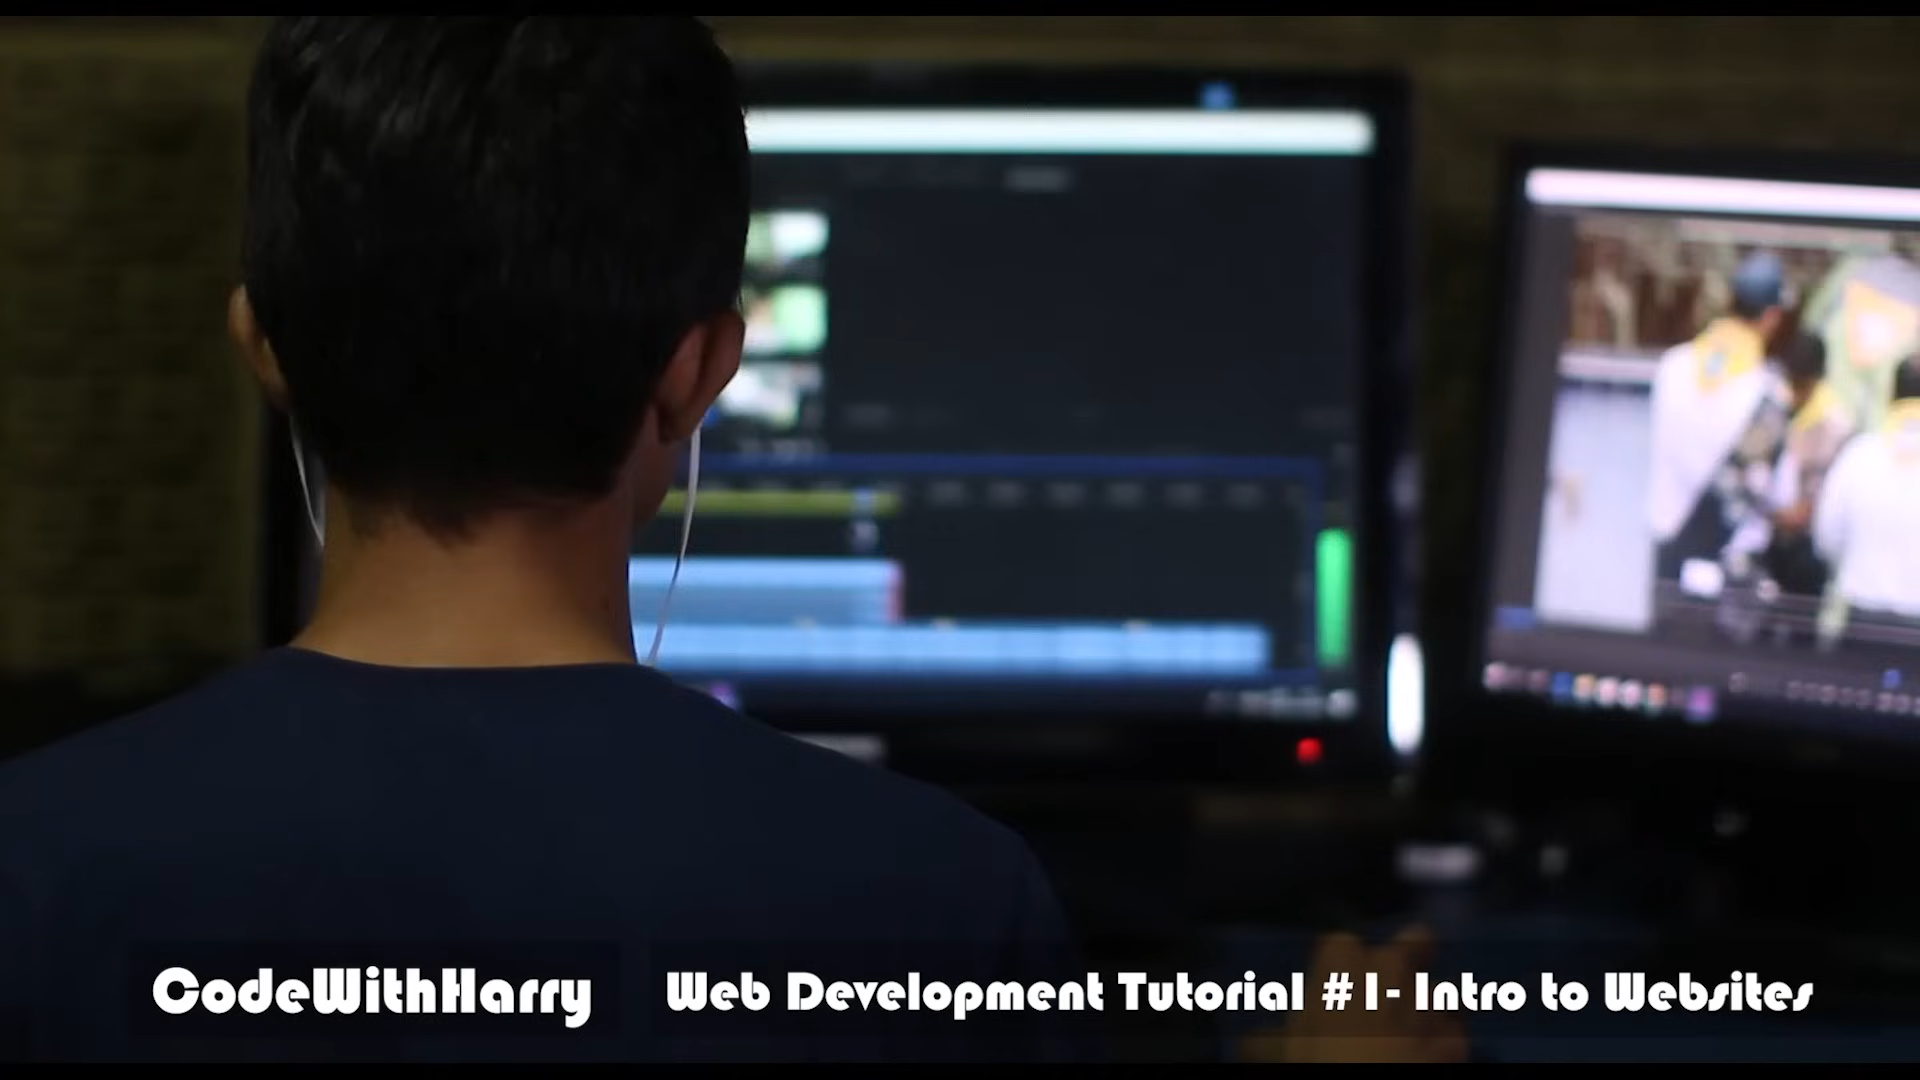 CodeWithHarry
Web Development Tutorial #1- Intro to Websites